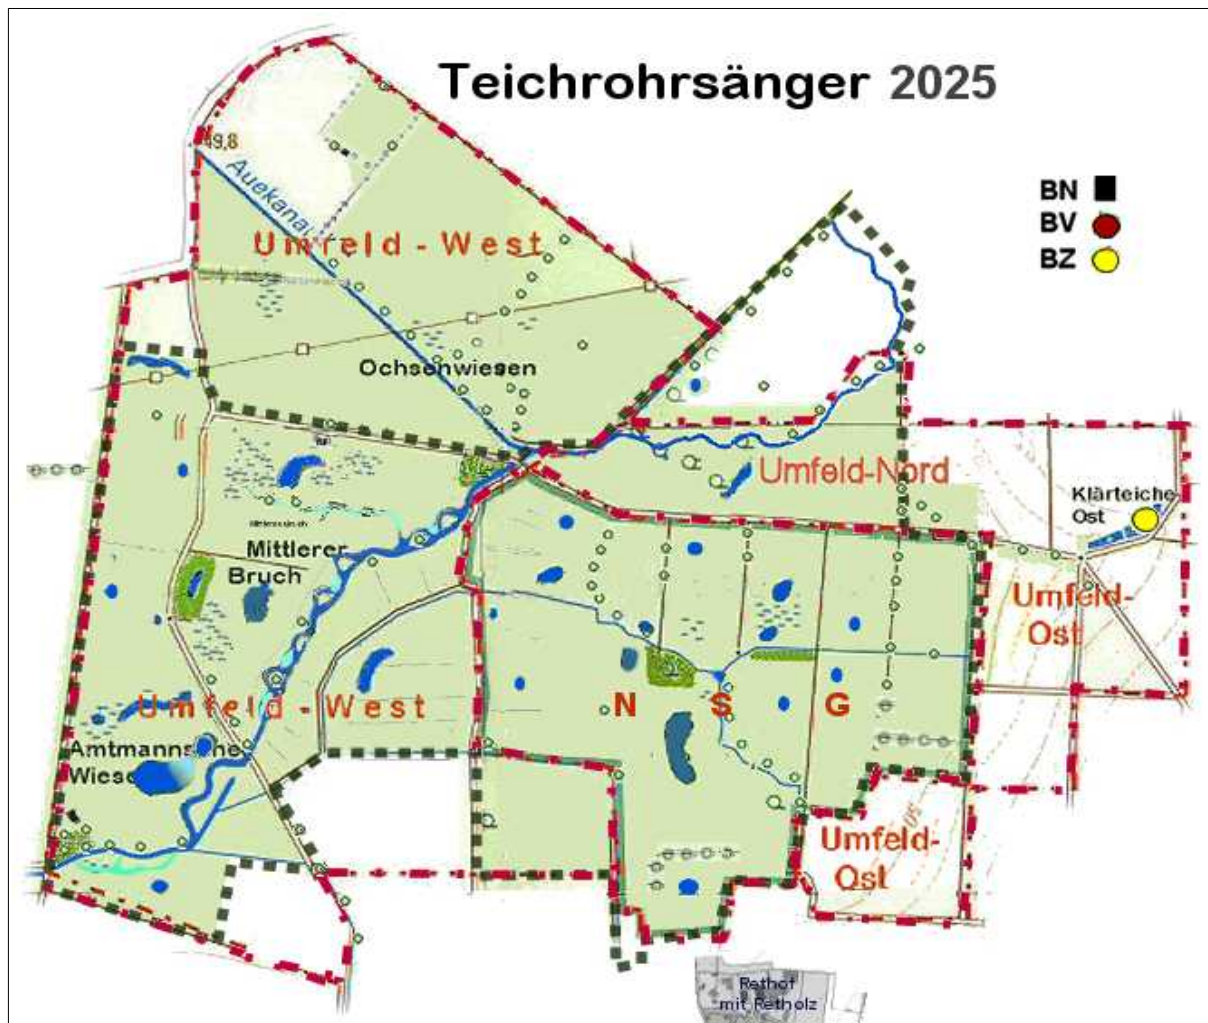 Teichrohrsänger 2025
49,8
Auekanal
BN
BV
BZ
Umfeld - West
Ochsenwiesen
Umfeld-Nord
Klärteiche
Ost
Mittlerer
Bruch
Umfeld-
Ost
Umfeld - West
N S G
Amtmannsche
Wiese
50
Umfeld-
Ost
Rethof
mit Retholz